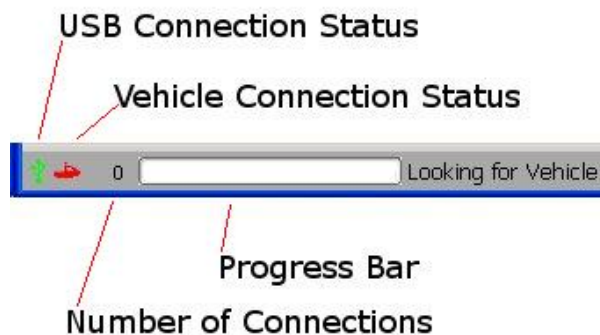 USB Connection Status
Vehicle Connection Status
0 Looking for Vehicle
Progress Bar
Number of Connections